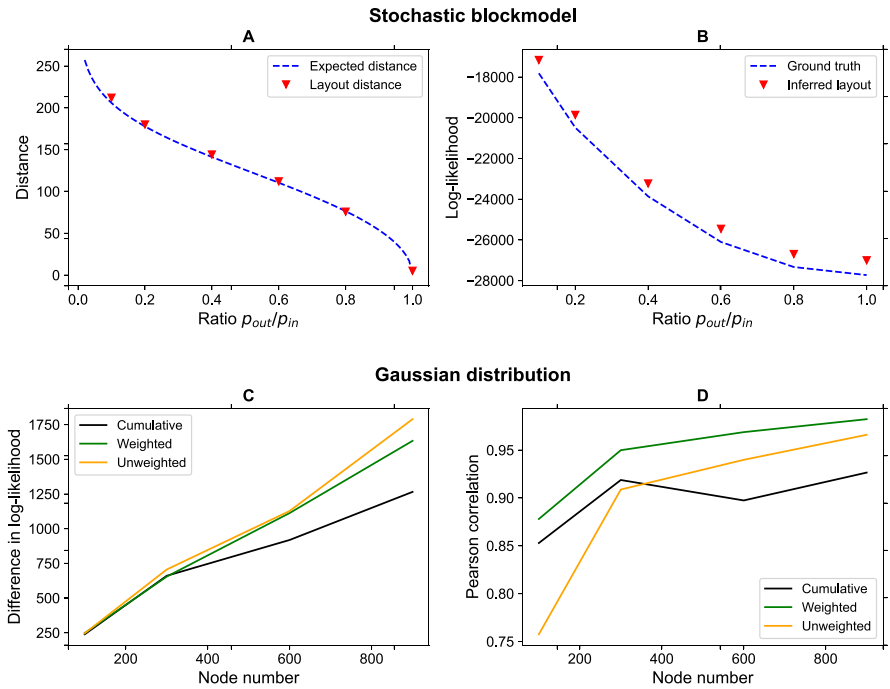 Stochastic blockmodel
A
Distance
250
200
150
100
50
0
Expected distance
Layout distance
0.0 0.2 0.4 0.6 0.8 1.0
Ratio p_out/p_in
B
Log-likelihood
−18000
−20000
−22000
−24000
−26000
−28000
Ground truth
Inferred layout
0.2 0.4 0.6 0.8 1.0
Ratio p_out/p_in
Gaussian distribution
C
Difference in log-likelihood
1750
1500
1250
1000
750
500
250
Cumulative
Weighted
Unweighted
200 400 600 800
Node number
D
Pearson correlation
0.95
0.90
0.85
0.80
0.75
Cumulative
Weighted
Unweighted
200 400 600 800
Node number